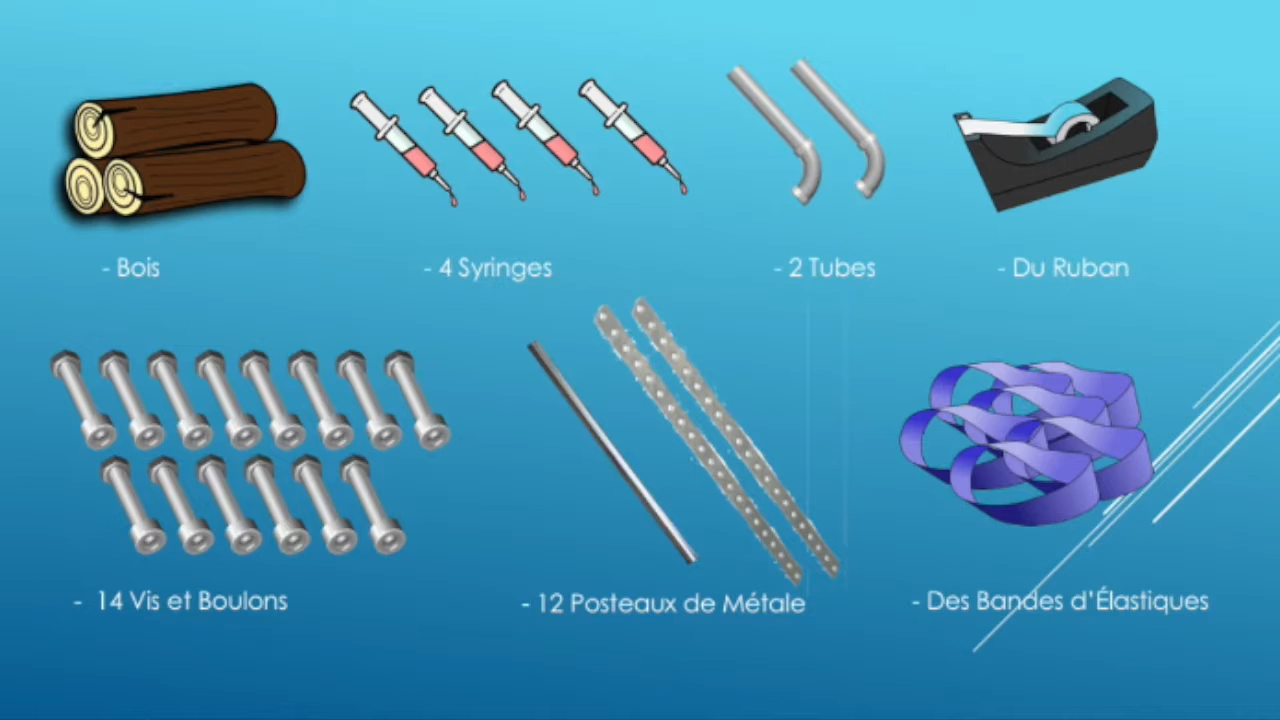 - Bois
- 4 Syringes
- 2 Tubes
- Du Ruban
- 14 Vis et Boulons
- 12 Posteaux de Métale
- Des Bandes d'Élastiques